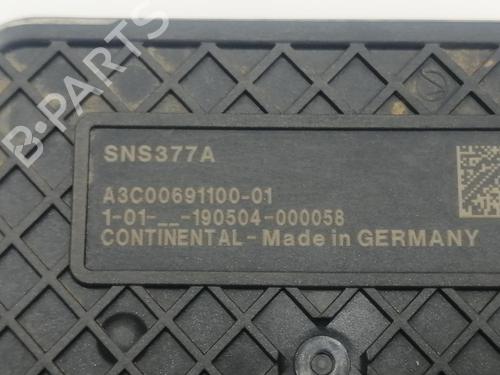 B-PARTS
SNS377A
A3C00691100-01
1-01-__-190504-000058
CONTINENTAL - Made in GERMANY